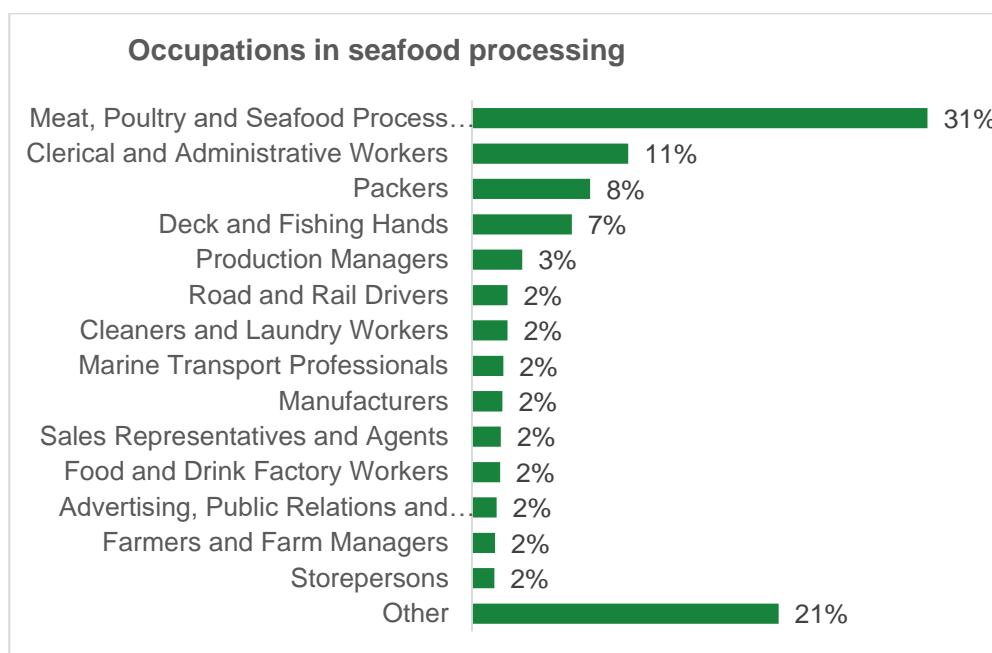 Occupations in seafood processing
Meat, Poultry and Seafood Process… 31%
Clerical and Administrative Workers 11%
Packers 8%
Deck and Fishing Hands 7%
Production Managers 3%
Road and Rail Drivers 2%
Cleaners and Laundry Workers 2%
Marine Transport Professionals 2%
Manufacturers 2%
Sales Representatives and Agents 2%
Food and Drink Factory Workers 2%
Advertising, Public Relations and… 2%
Farmers and Farm Managers 2%
Storepersons 2%
Other 21%